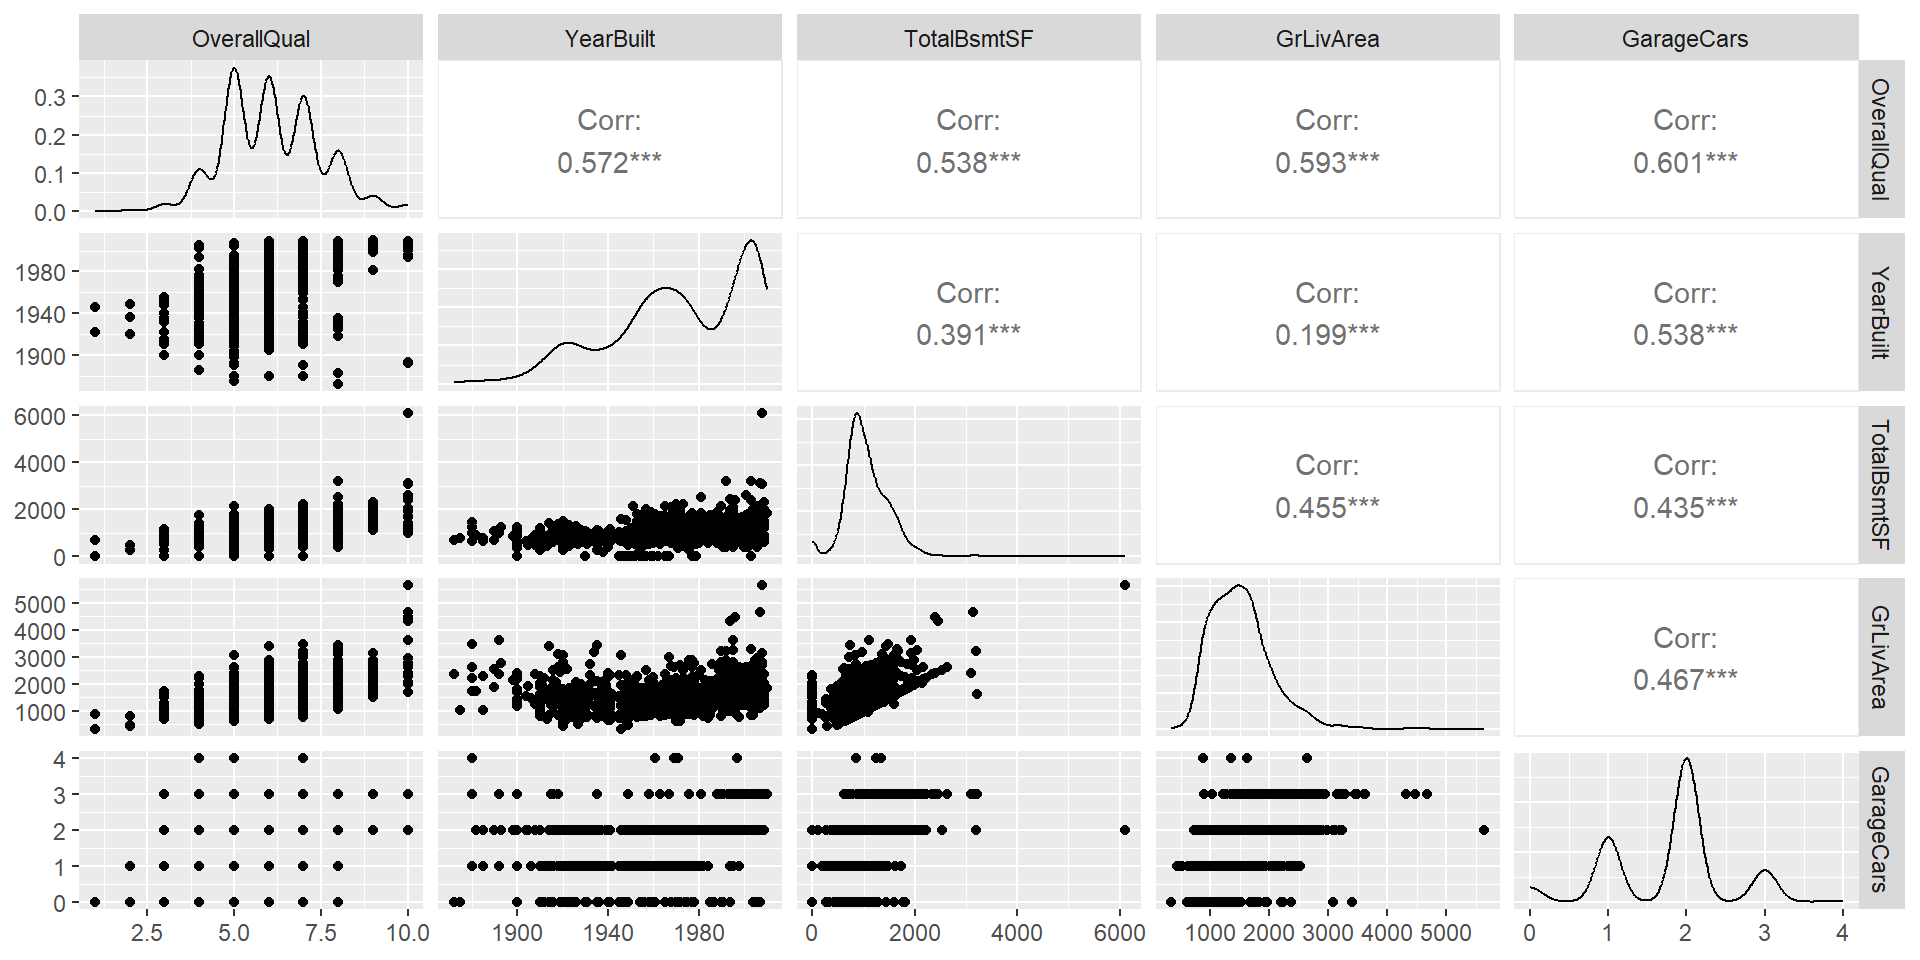 OverallQual YearBuilt TotalBsmtSF GrLivArea GarageCars
0.3
0.2
0.1
0.0
Corr:
0.572***
Corr:
0.538***
Corr:
0.593***
Corr:
0.601***
OverallQual
1980
1940
1900
Corr:
0.391***
Corr:
0.199***
Corr:
0.538***
YearBuilt
6000
4000
2000
0
Corr:
0.455***
Corr:
0.435***
TotalBsmtSF
5000
4000
3000
2000
1000
Corr:
0.467***
GrLivArea
4
3
2
1
0
GarageCars
2.5 5.0 7.5 10.0 1900 1940 1980 0 2000 4000 6000 1000 2000 3000 4000 5000 0 1 2 3 4